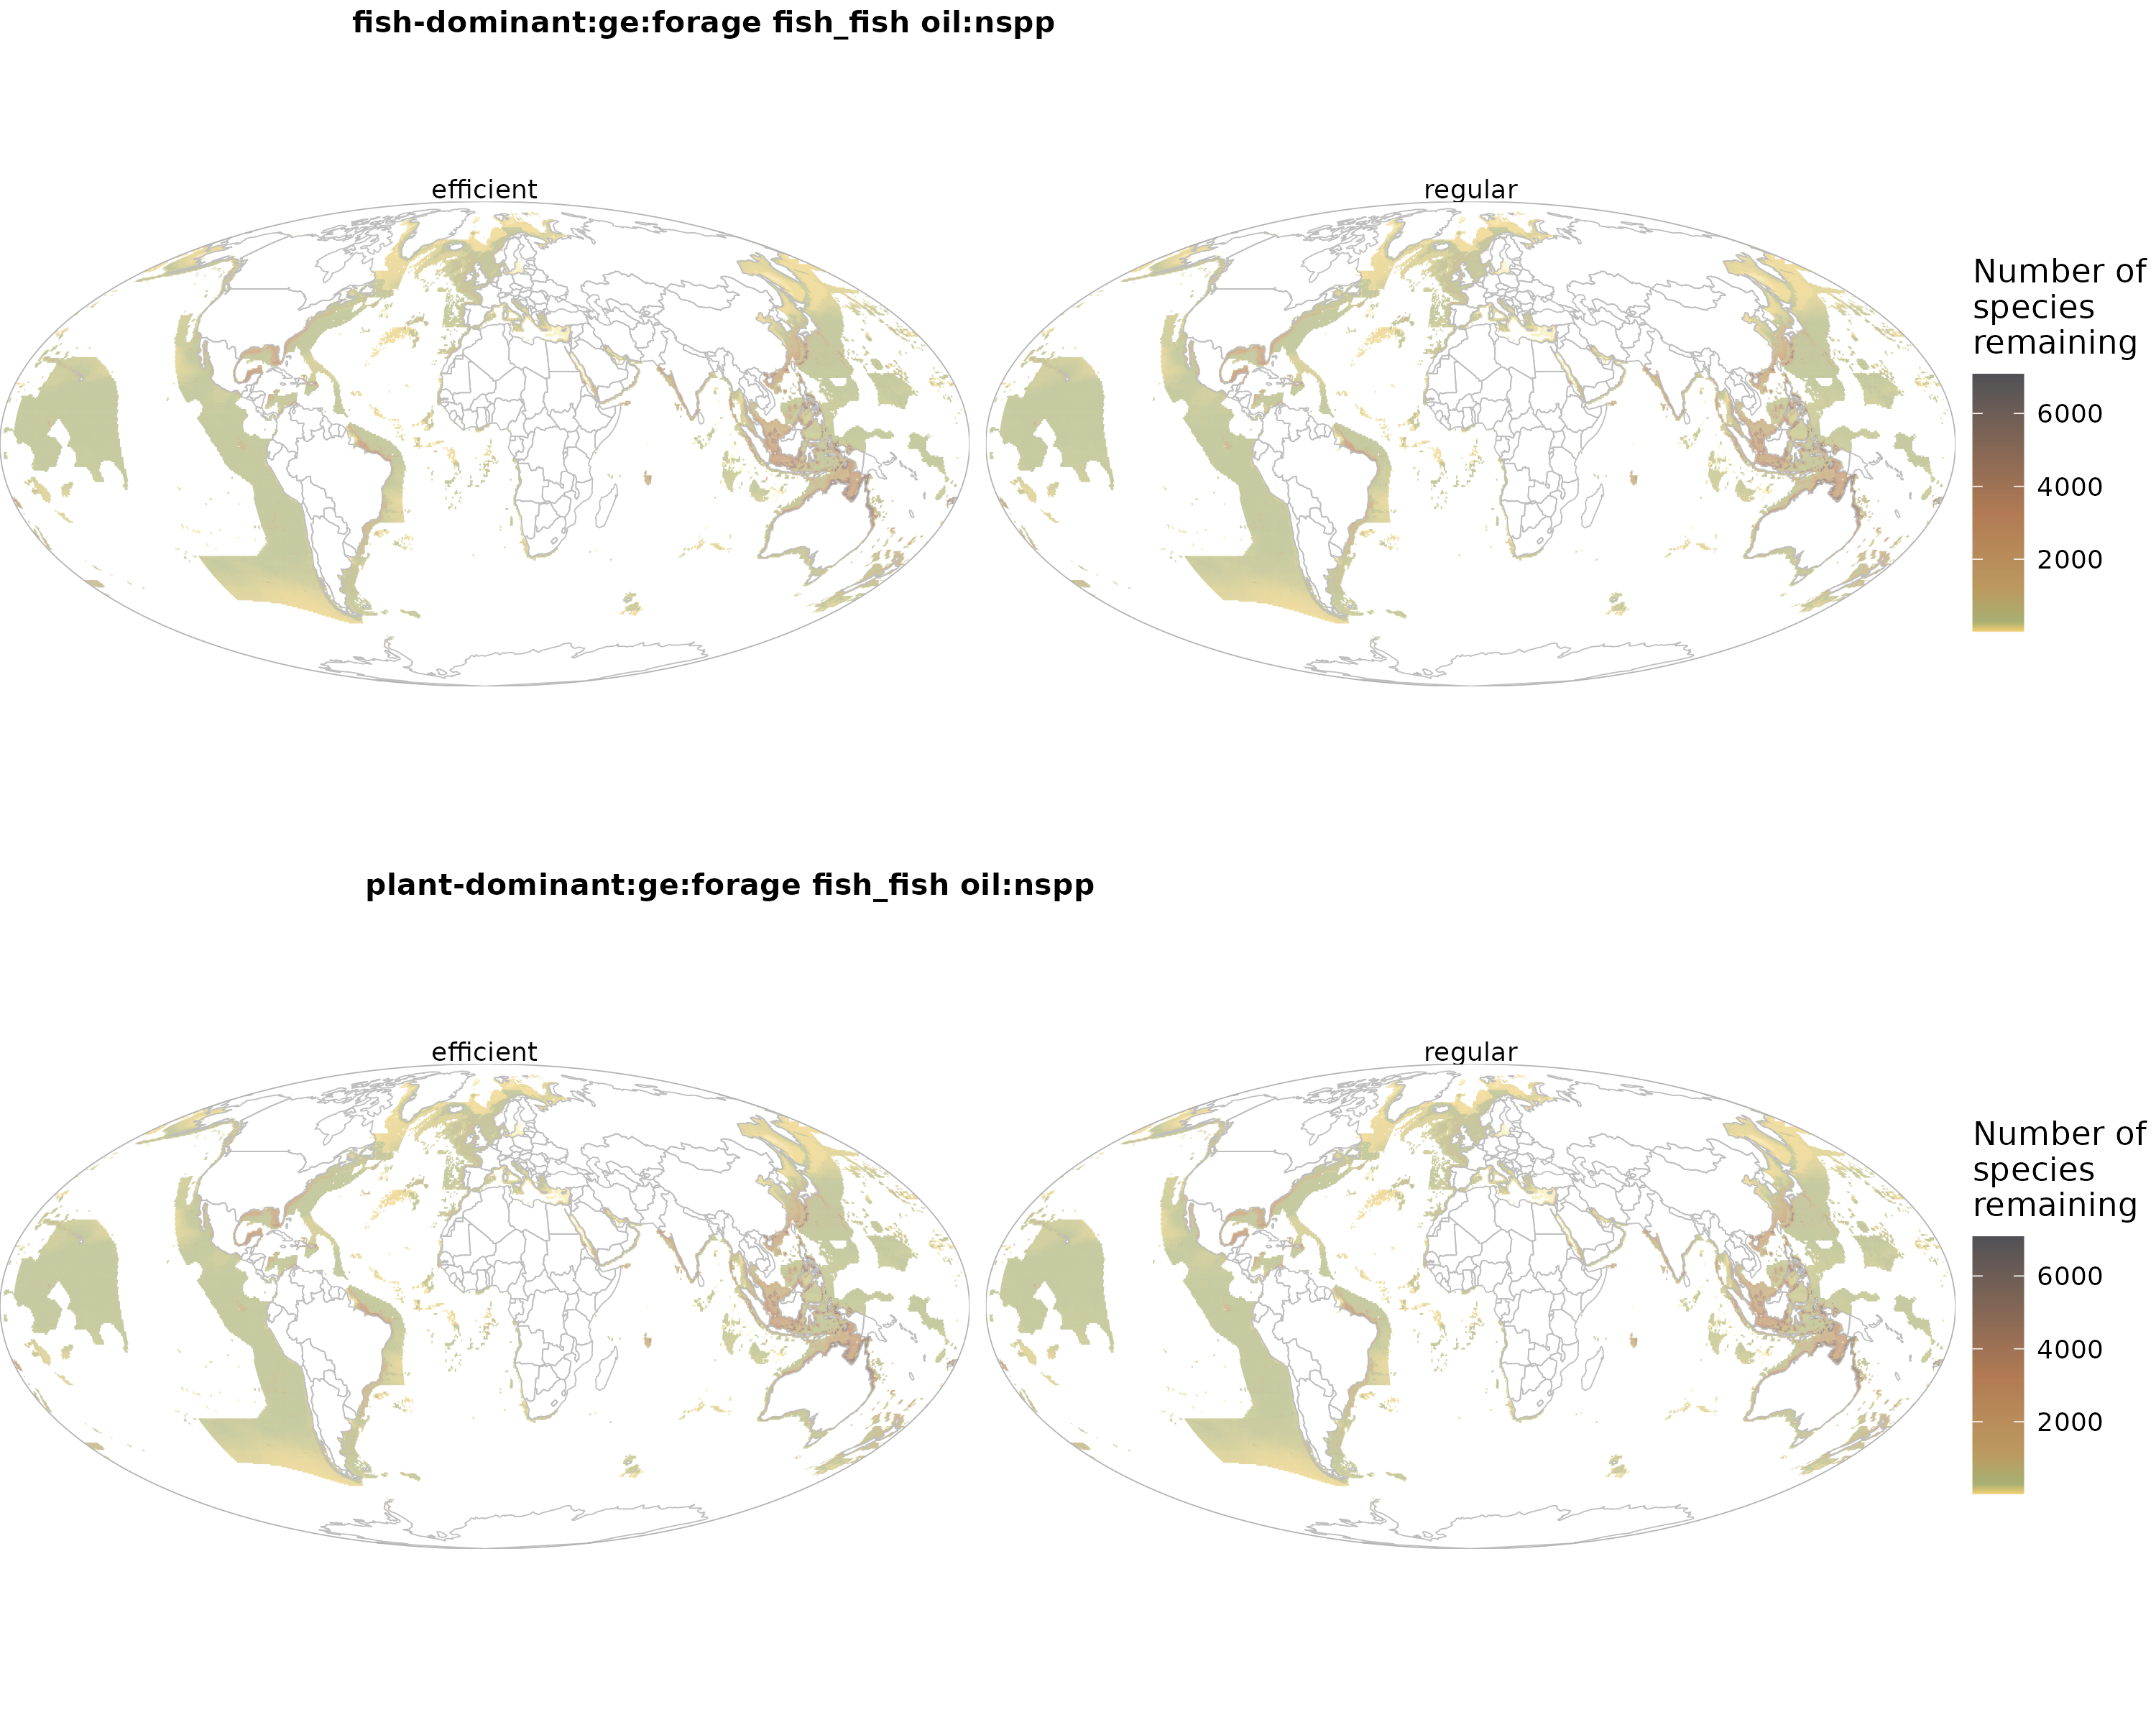 fish-dominant:ge:forage fish_fish oil:nspp
efficient
regular
Number of
species
remaining
6000
4000
2000
plant-dominant:ge:forage fish_fish oil:nspp
efficient
regular
Number of
species
remaining
6000
4000
2000